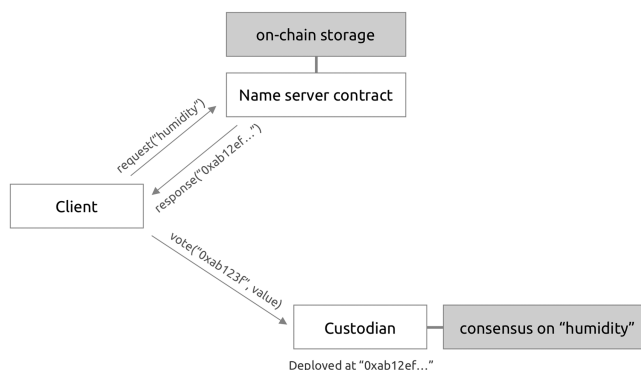 on-chain storage
Name server contract
request("humidity")
response("0xab12ef…")
Client
vote("0xab123f", value)
Custodian
consensus on "humidity"
Deployed at "0xab12ef…"